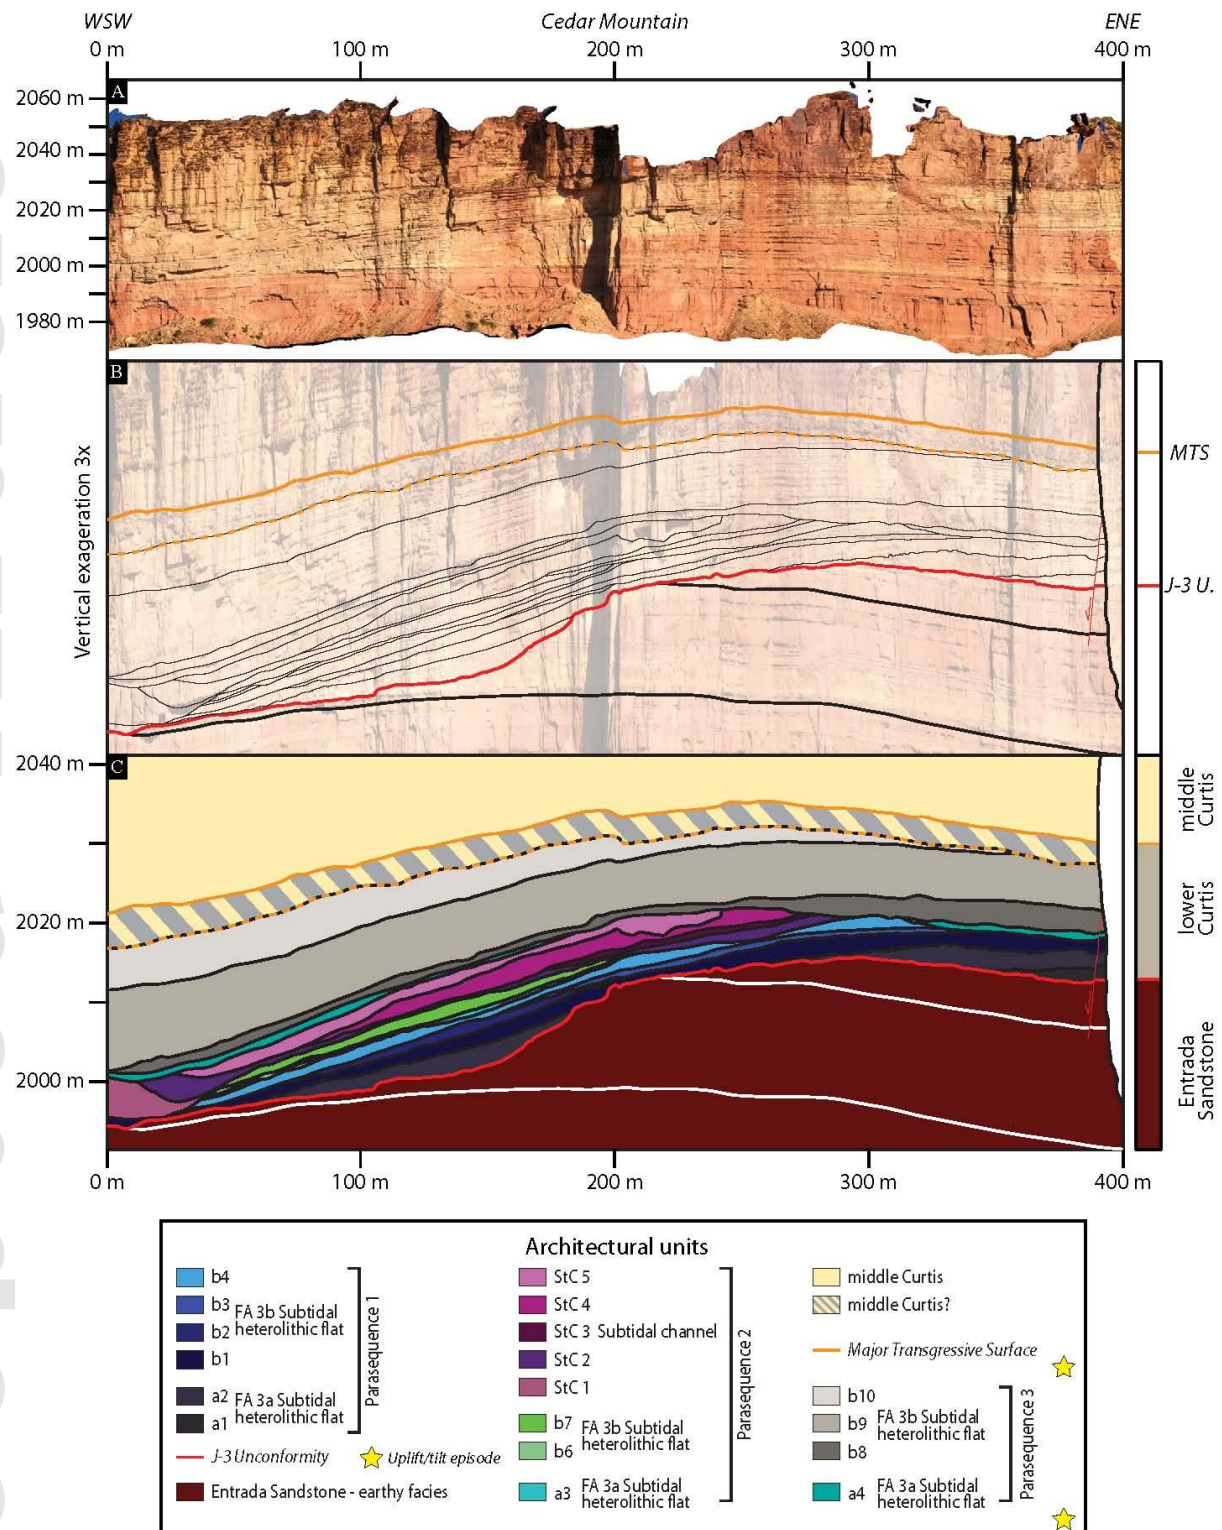 WSW Cedar Mountain ENE
0 m 100 m 200 m 300 m 400 m
A
2060 m
2040 m
2020 m
2000 m
1980 m
B
Vertical exageration 3x
MTS
J-3 U.
C
2040 m
2020 m
2000 m
middle
Curtis
lower
Curtis
Entrada
Sandstone
0 m 100 m 200 m 300 m 400 m
Architectural units
b4
b3
b2
b1
FA 3b Subtidal
heterolithic flat
a2
a1
FA 3a Subtidal
heterolithic flat
Parasequence 1
J-3 Unconformity
Uplift/tilt episode
Entrada Sandstone - earthy facies
StC 5
StC 4
StC 3 Subtidal channel
StC 2
StC 1
b7
b6
FA 3b Subtidal
heterolithic flat
a3 FA 3a Subtidal
heterolithic flat
Parasequence 2
middle Curtis
middle Curtis?
Major Transgressive Surface
b10
b9
b8
FA 3b Subtidal
heterolithic flat
a4 FA 3a Subtidal
heterolithic flat
Parasequence 3